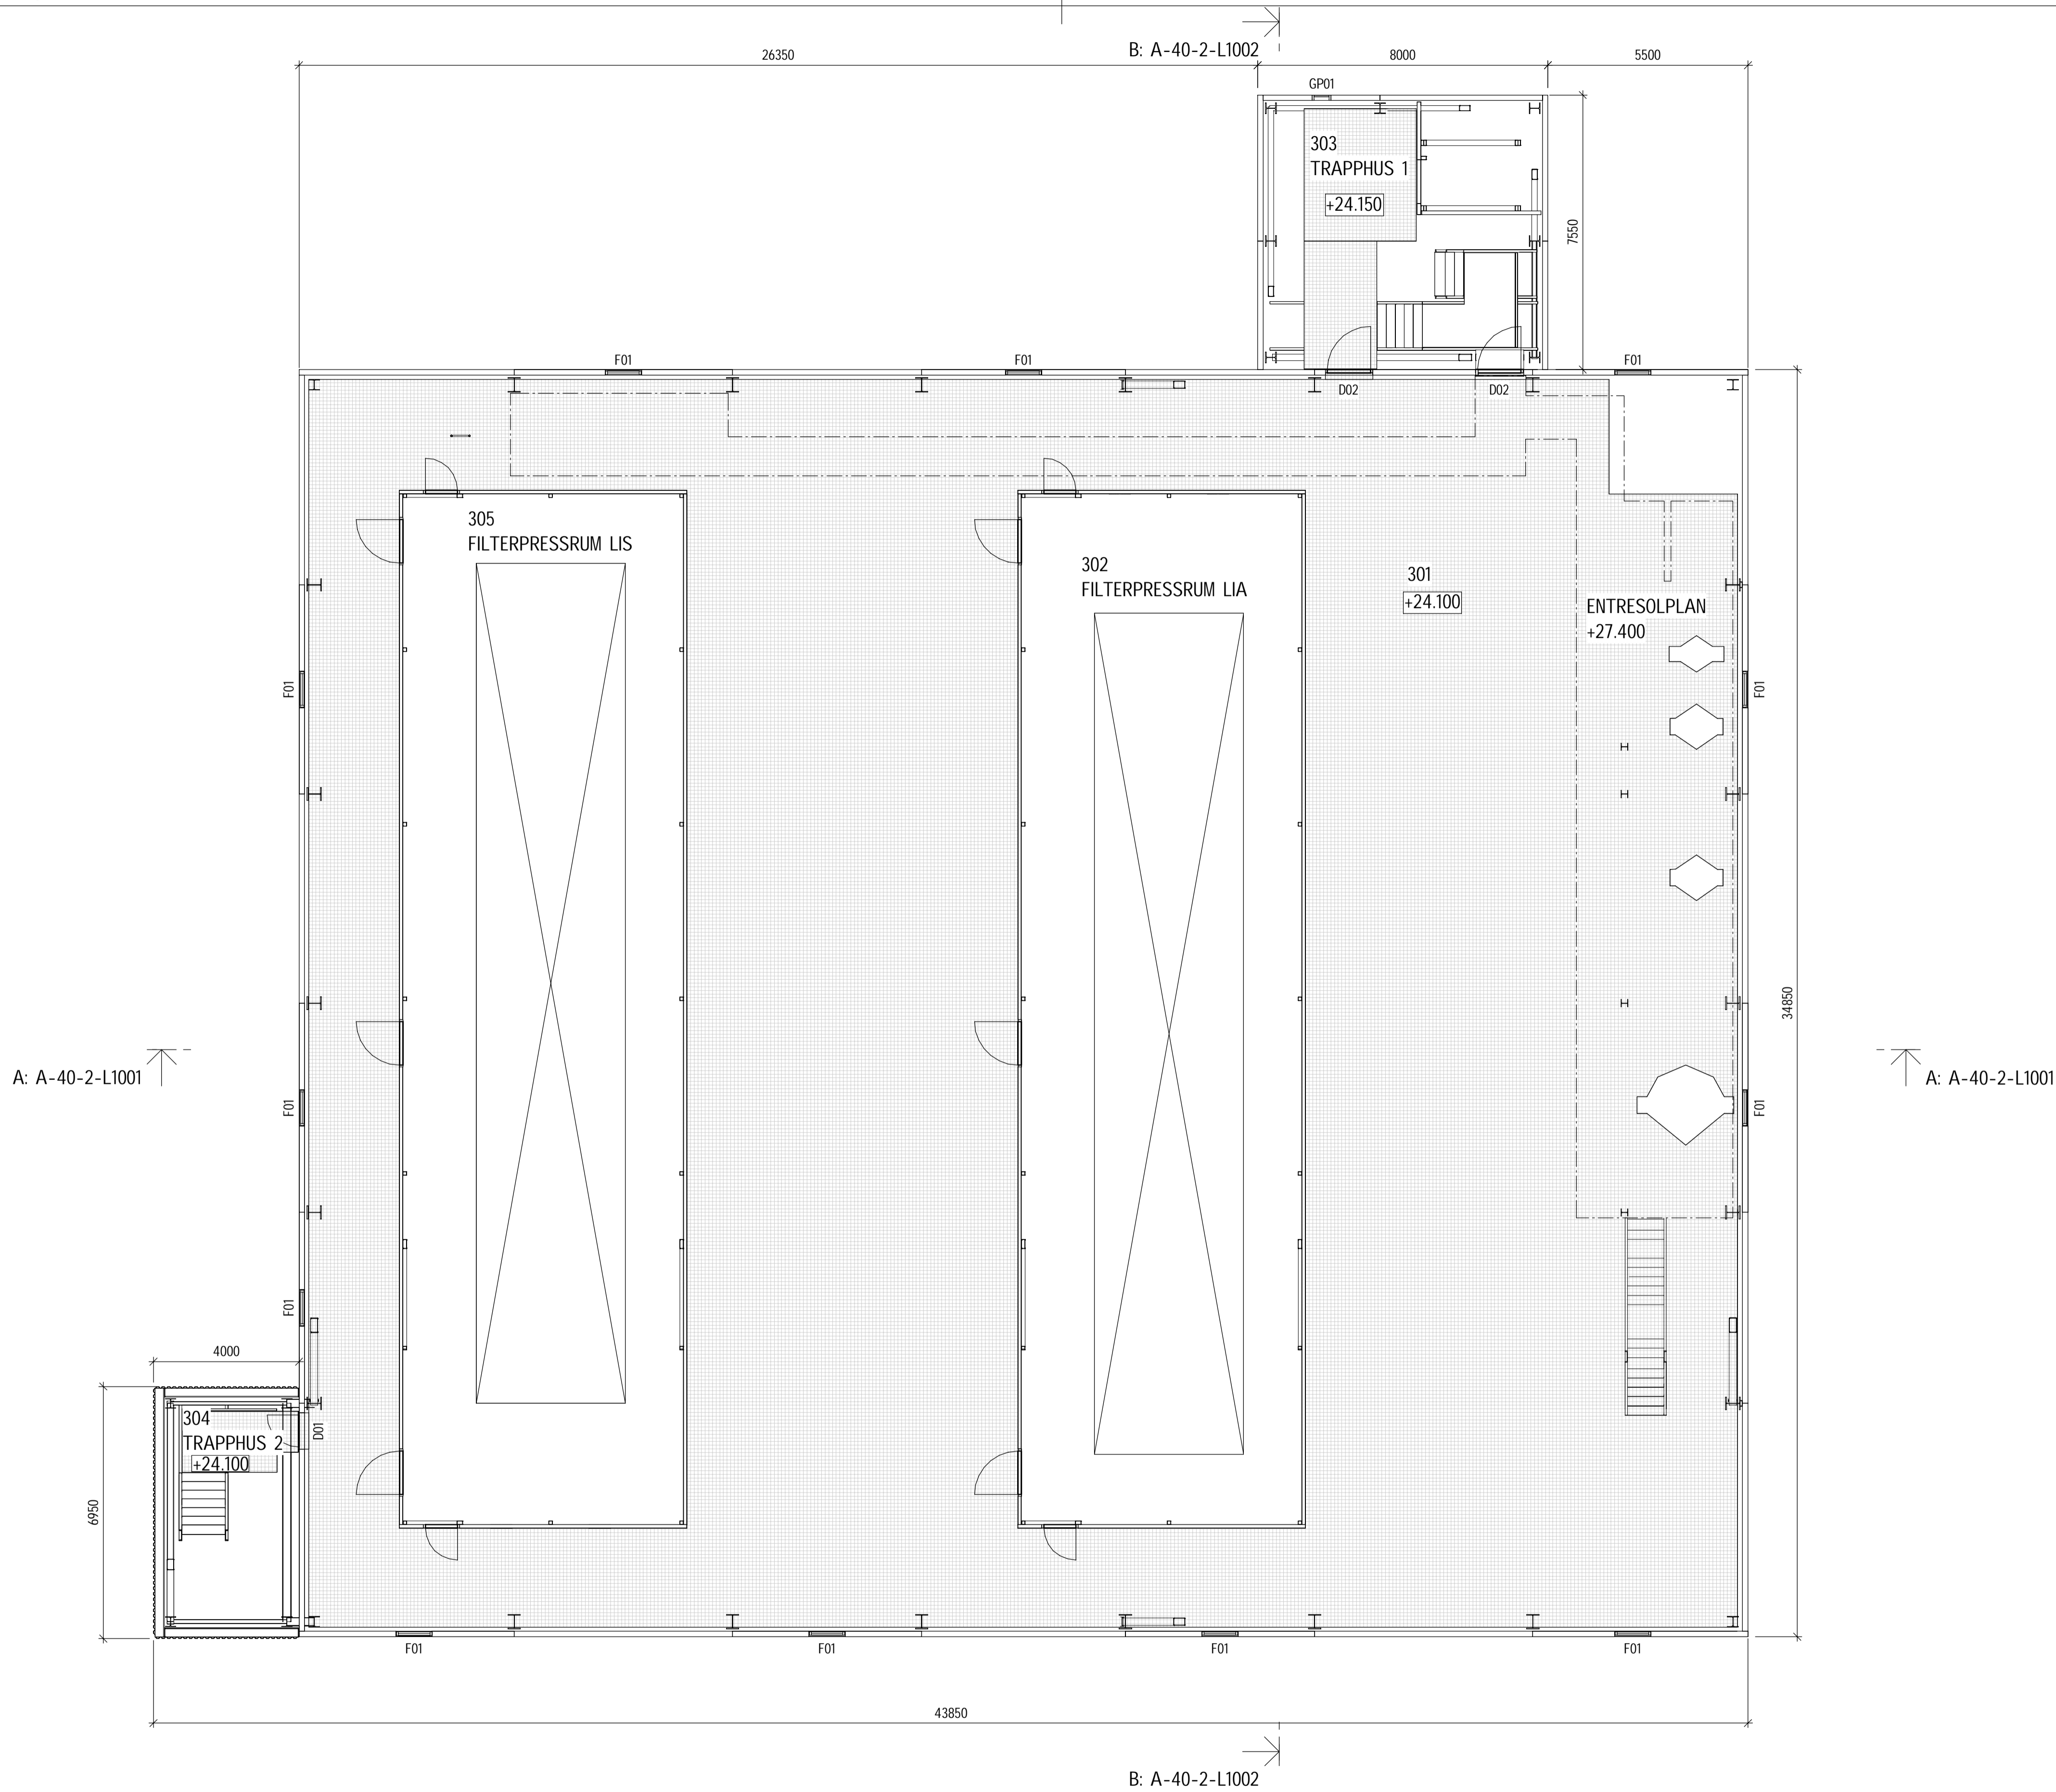 B: A-40-2-L1002
26350
8000
5500
GP01
303
TRAPPHUS 1
+24.150
7550
F01
F01
F01
D02
D02
305
FILTERPRESSRUM LIS
302
FILTERPRESSRUM LIA
301
+24.100
ENTRESOLPLAN
+27.400
F01
F01
34850
A: A-40-2-L1001
A: A-40-2-L1001
F01
F01
F01
4000
304
TRAPPHUS 2
+24.100
D01
6950
F01
F01
F01
F01
43850
B: A-40-2-L1002